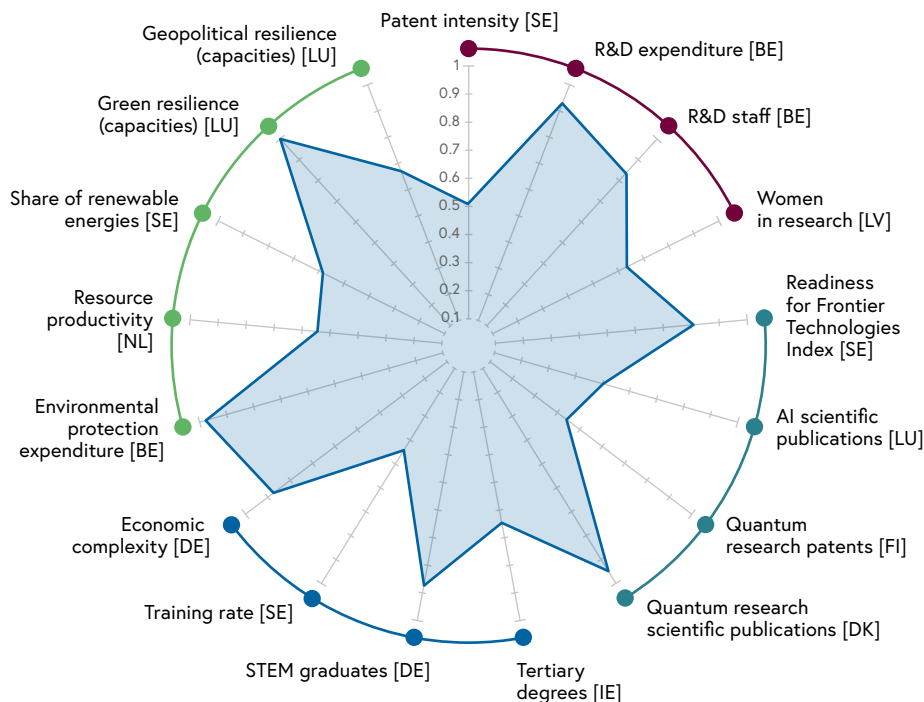 Patent intensity [SE]
R&D expenditure [BE]
R&D staff [BE]
Women
in research [LV]
Readiness
for Frontier
Technologies
Index [SE]
AI scientific
publications [LU]
Quantum
research patents [FI]
Quantum research
scientific publications [DK]
Tertiary
degrees [IE]
STEM graduates [DE]
Training rate [SE]
Economic
complexity [DE]
Environmental
protection
expenditure [BE]
Resource
productivity
[NL]
Share of renewable
energies [SE]
Green resilience
(capacities) [LU]
Geopolitical resilience
(capacities) [LU]
1
0.9
0.8
0.7
0.6
0.5
0.4
0.3
0.2
0.1